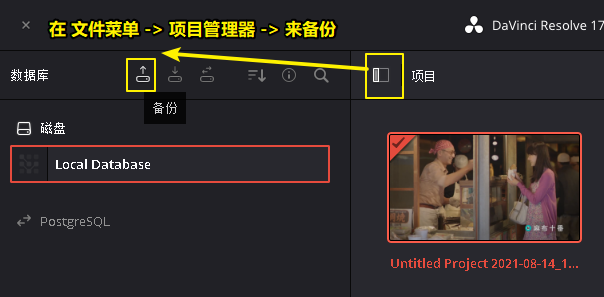 在 文件菜单 -> 项目管理器 -> 来备份
DaVinci Resolve 17
数据库
项目
备份
磁盘
Local Database
PostgreSQL
Untitled Project 2021-08-14_1...